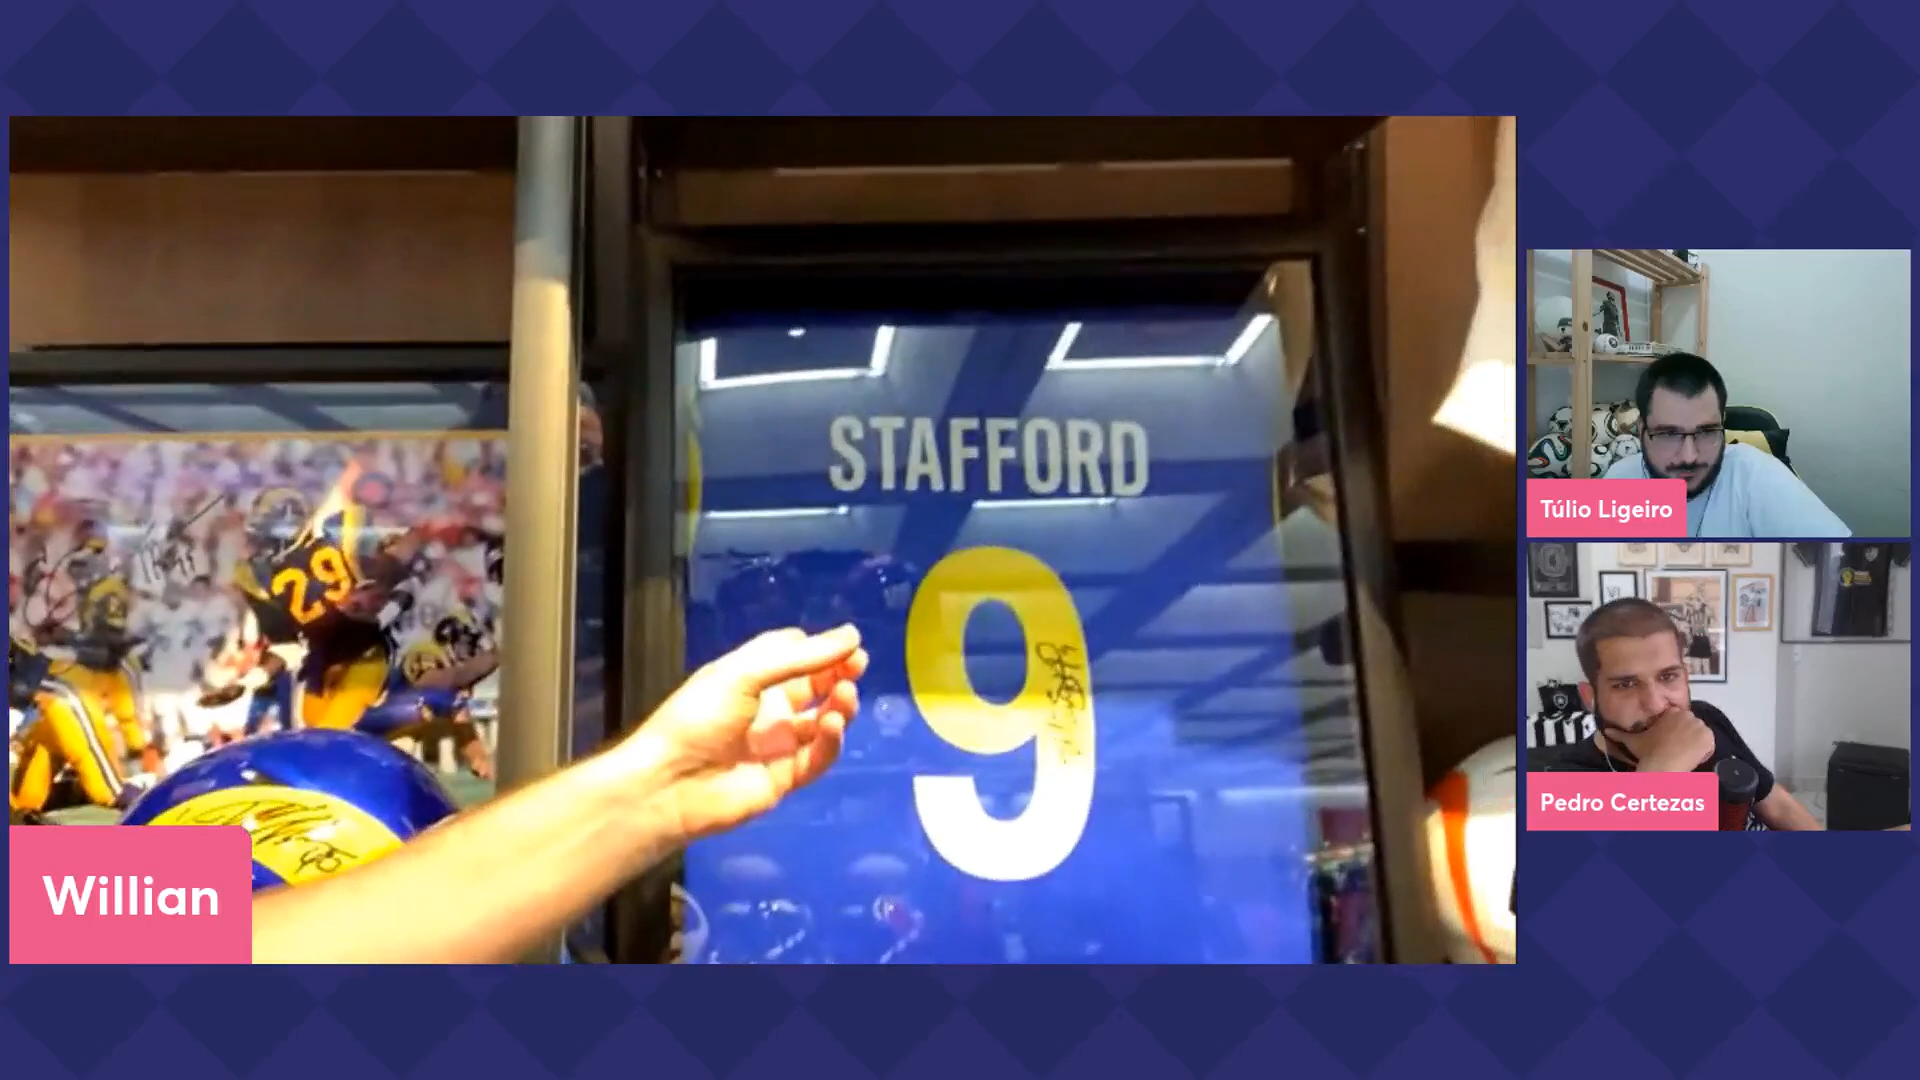 STAFFORD
29
9
Willian
Túlio Ligeiro
Pedro Certezas